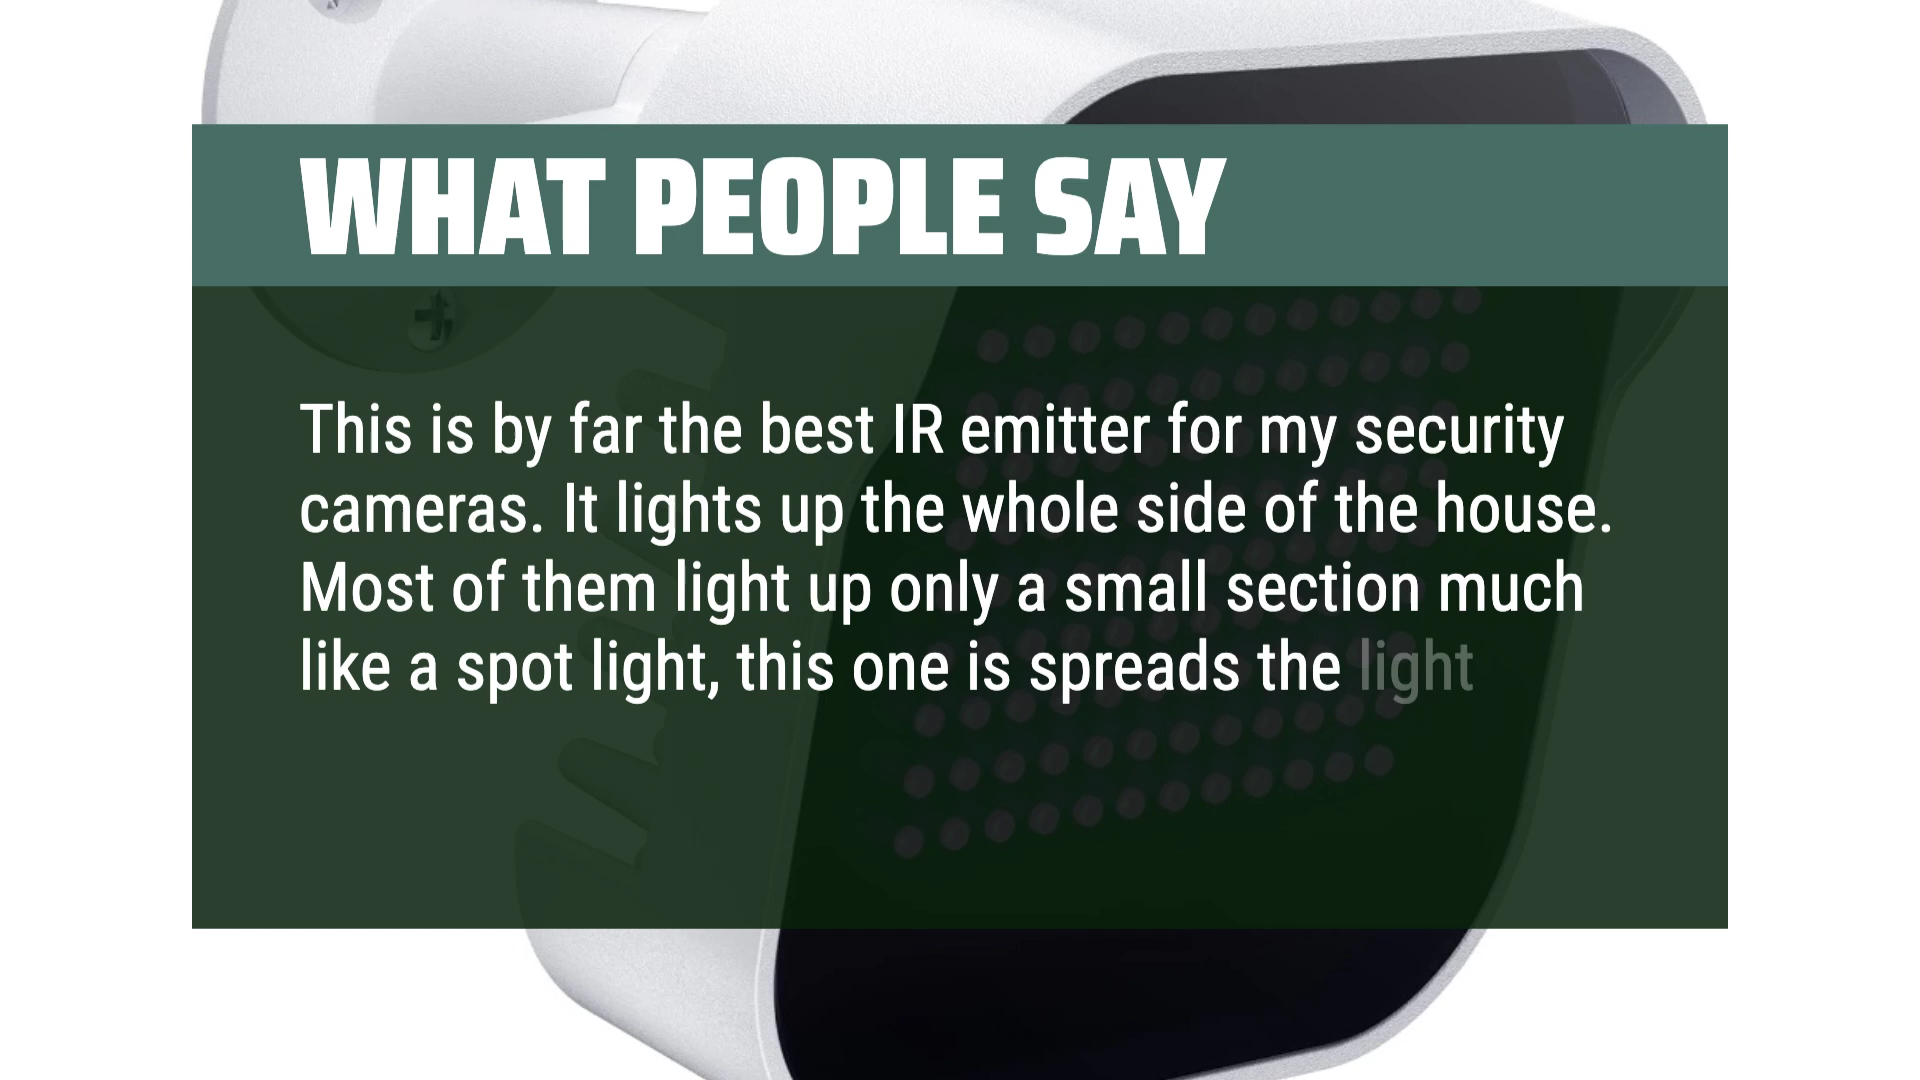 WHAT PEOPLE SAY
This is by far the best IR emitter for my security
cameras. It lights up the whole side of the house.
Most of them light up only a small section much
like a spot light, this one is spreads the light